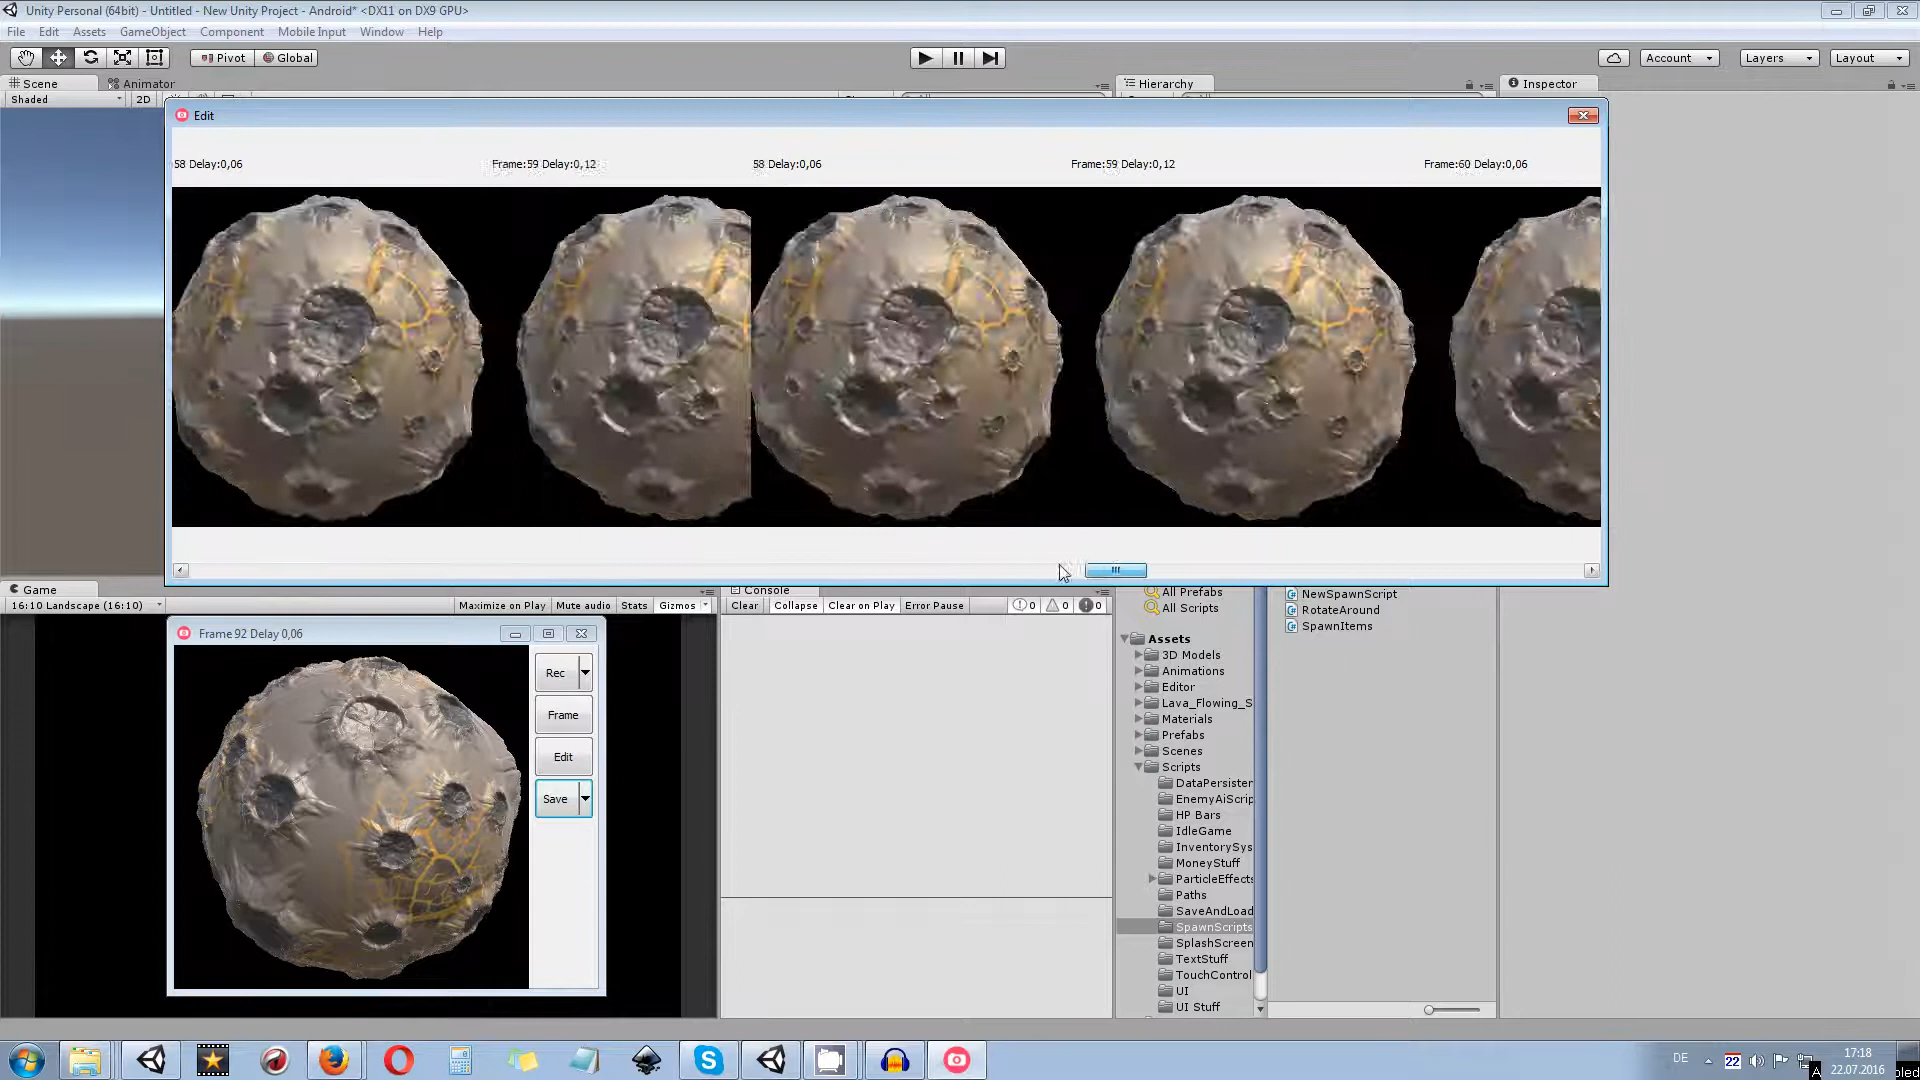 Unity Personal (64bit) - Untitled - New Unity Project - Android* <DX11 on DX9 GPU>
File Edit Assets GameObject Component Mobile Input Window Help
Pivot Global Account Layers Layout
Scene Animator Hierarchy Inspector
Shaded 2D
Edit
58 Delay:0,06 Frame:59 Delay:0,12 58 Delay:0,06 Frame:59 Delay:0,12 Frame:60 Delay:0,06
Game
16:10 Landscape (16:10) Maximize on Play Mute audio Stats Gizmos
Console
Clear Collapse Clear on Play Error Pause 0 0 0
Frame 92 Delay 0,06
Rec
Frame
Edit
Save
All Prefabs
All Scripts
Assets
3D Models
Animations
Editor
Lava_Flowing_S
Materials
Prefabs
Scenes
Scripts
DataPersister
EnemyAiScrip
HP Bars
IdleGame
InventorySys
MoneyStuff
ParticleEffects
Paths
SaveAndLoad
SpawnScripts
SplashScreen
TextStuff
TouchControl
UI
UI Stuff
NewSpawnScript
RotateAround
SpawnItems
DE 22 17:18
22.07.2016